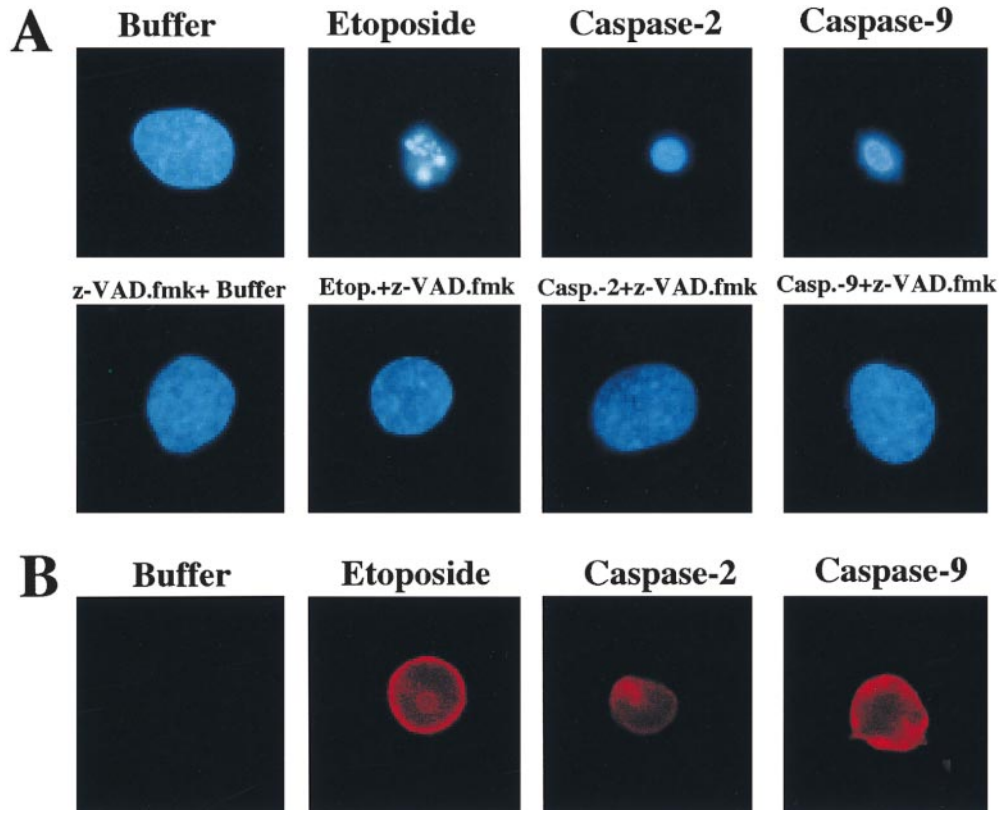 A
Buffer Etoposide Caspase-2 Caspase-9
z-VAD.fmk+ Buffer Etop.+z-VAD.fmk Casp.-2+z-VAD.fmk Casp.-9+z-VAD.fmk
B
Buffer Etoposide Caspase-2 Caspase-9